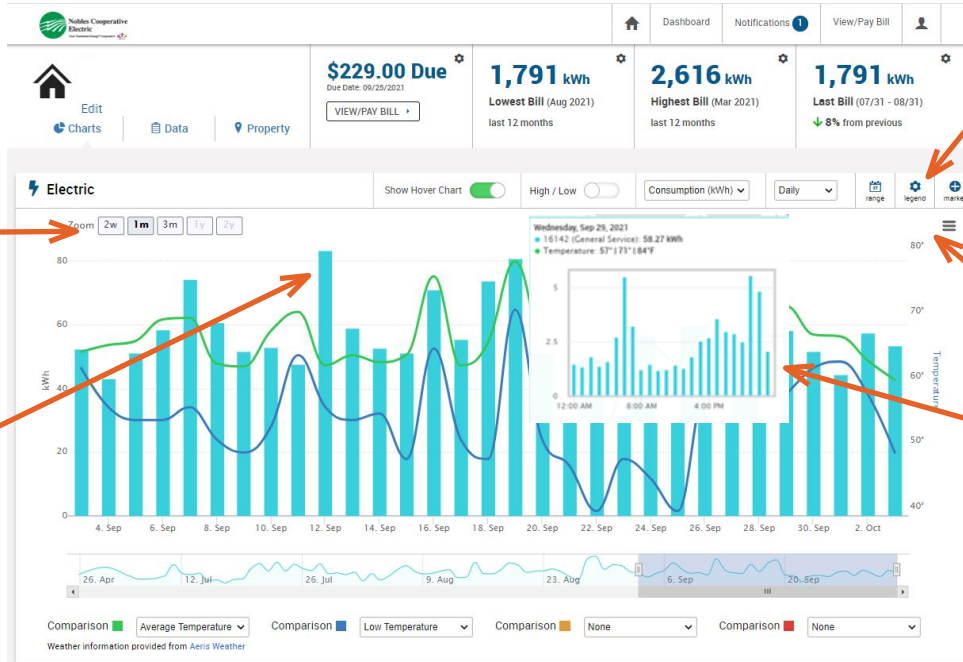 Nobles Cooperative
Electric
Your Touchstone Energy® Cooperative
Dashboard
Notifications 1
View/Pay Bill
Edit
Charts
Data
Property
$229.00 Due
Due Date: 09/25/2021
VIEW/PAY BILL
1,791 kWh
Lowest Bill (Aug 2021)
last 12 months
2,616 kWh
Highest Bill (Mar 2021)
last 12 months
1,791 kWh
Last Bill (07/31 - 08/31)
8% from previous
Electric
Show Hover Chart
High / Low
Consumption (kWh)
Daily
range
legend
marke
Zoom 2w 1m 3m 1y 2y
Wednesday, Sep 29, 2021
16142 (General Service): 58.27 kWh
Temperature: 57° | 71° | 84°F
5
2.5
0
12:00 AM 8:00 AM 4:00 PM
80
60
40
20
0
kWh
80°
70°
60°
50°
40°
Temperature
4. Sep 6. Sep 8. Sep 10. Sep 12. Sep 14. Sep 16. Sep 18. Sep 20. Sep 22. Sep 24. Sep 26. Sep 28. Sep 30. Sep 2. Oct
26. Apr 12. Jul 26. Jul 9. Aug 23. Aug 6. Sep 20. Sep
Comparison Average Temperature Comparison Low Temperature Comparison None Comparison None
Weather information provided from Aeris Weather